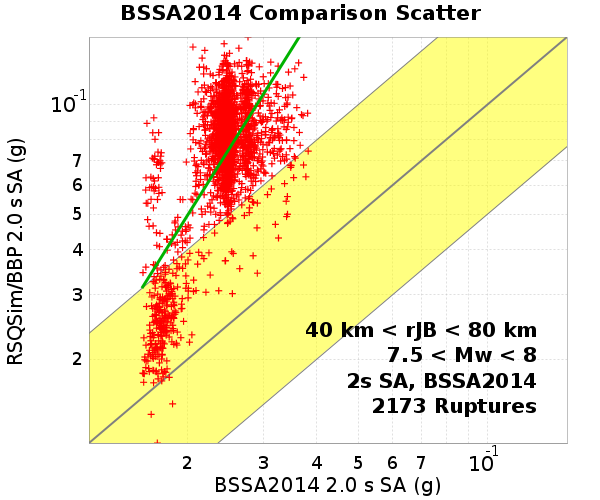 BSSA2014 Comparison Scatter
RSQSim/BBP 2.0 s SA (g)
10⁻¹
7
6
5
4
3
2
40 km < rJB < 80 km
7.5 < Mw < 8
2s SA, BSSA2014
2173 Ruptures
2 3 4 5 6 7 10⁻¹
BSSA2014 2.0 s SA (g)